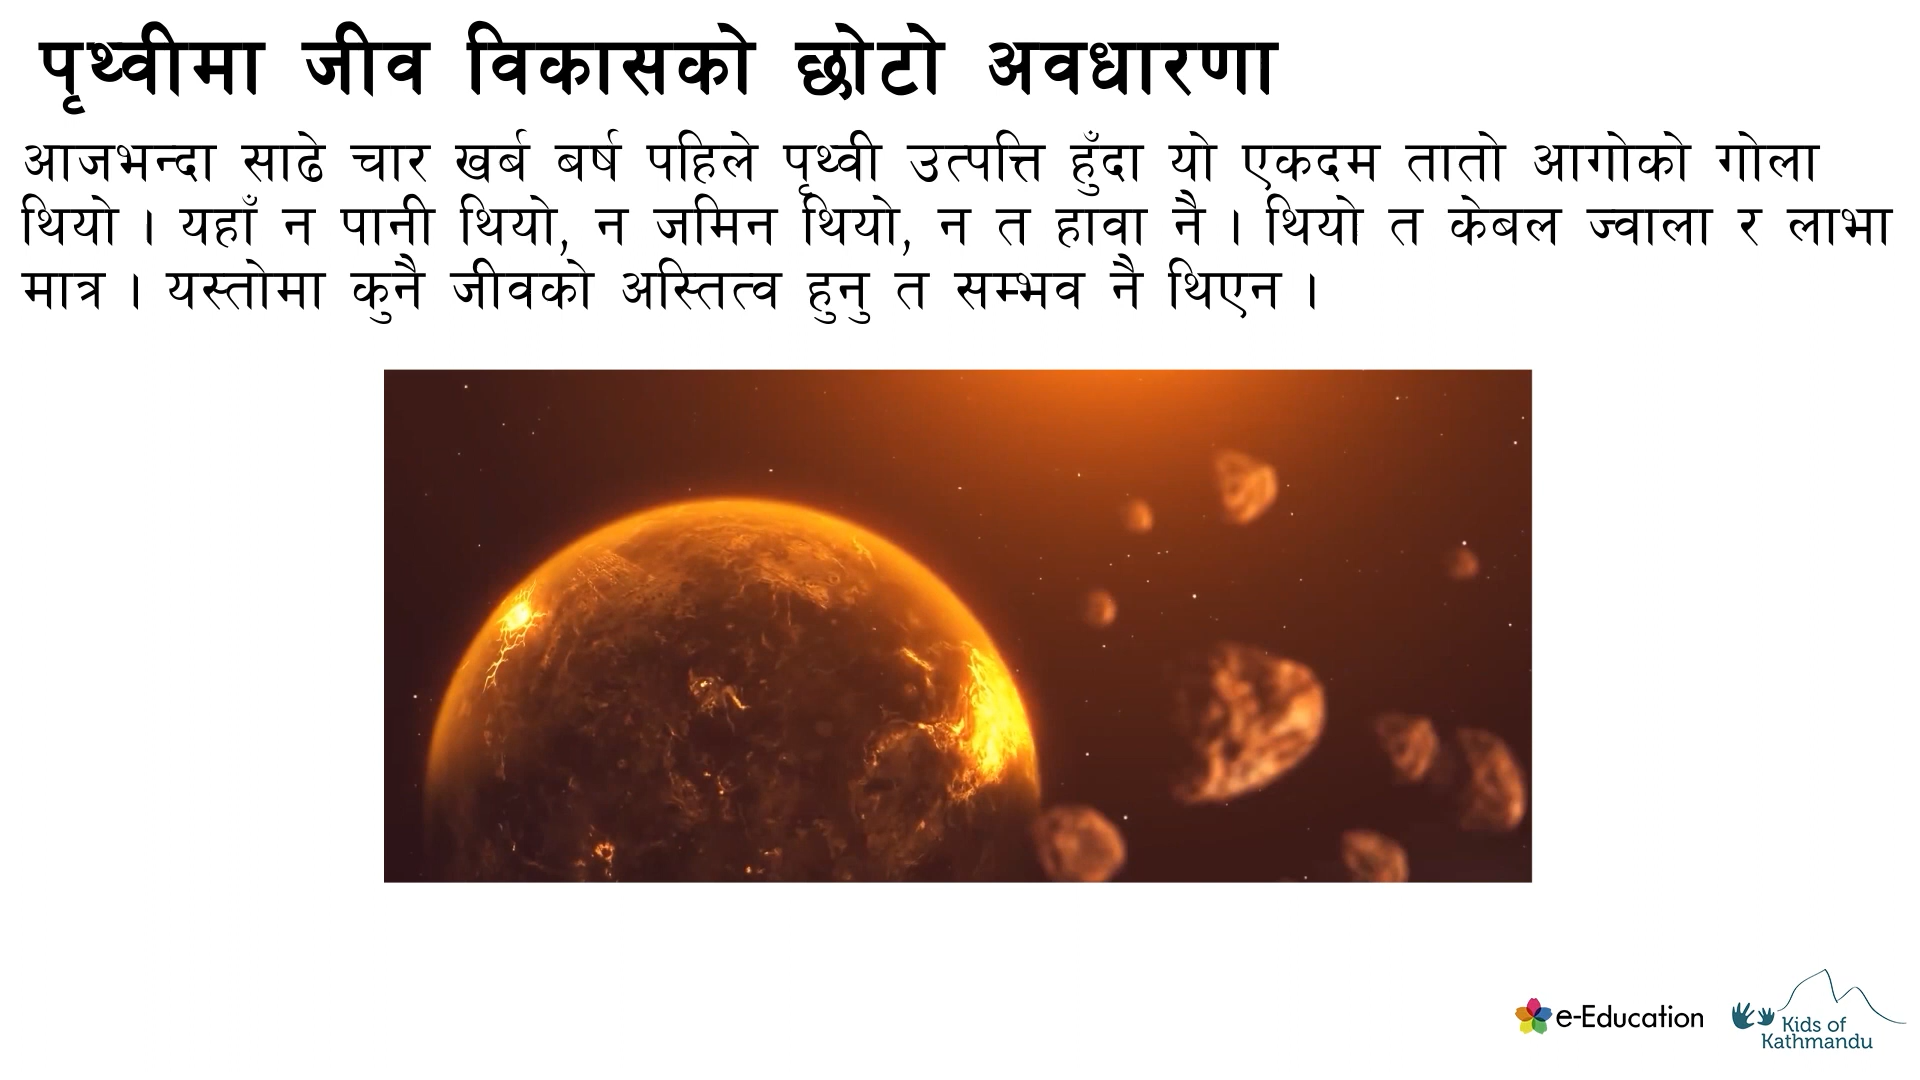 पृथ्वीमा जीव विकासको छोटो अवधारणा
आजभन्दा साढे चार खर्ब बर्ष पहिले पृथ्वी उत्पत्ति हुँदा यो एकदम तातो आगोको गोला
थियो । यहाँ न पानी थियो, न जमिन थियो, न त हावा नै । थियो त केबल ज्वाला र लाभा
मात्र । यस्तोमा कुनै जीवको अस्तित्व हुनु त सम्भव नै थिएन ।
e-Education
Kids of
Kathmandu